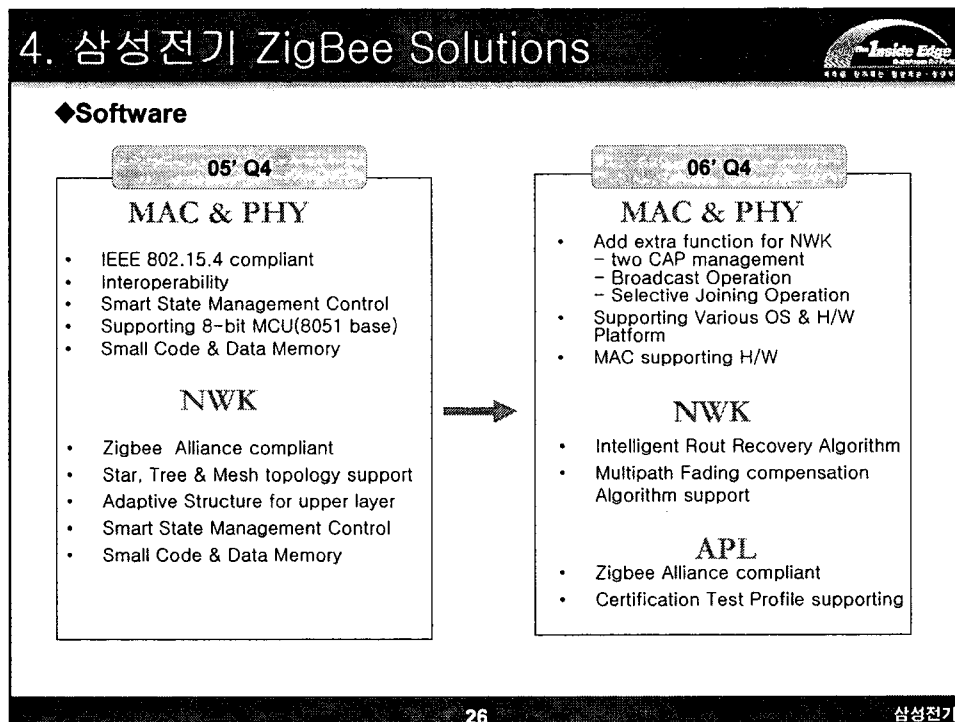 4. 삼성전기 ZigBee Solutions
The Inside Edge
◆Software
05' Q4
MAC & PHY
• IEEE 802.15.4 compliant
• Interoperability
• Smart State Management Control
• Supporting 8-bit MCU(8051 base)
• Small Code & Data Memory
NWK
• Zigbee Alliance compliant
• Star, Tree & Mesh topology support
• Adaptive Structure for upper layer
• Smart State Management Control
• Small Code & Data Memory
06' Q4
MAC & PHY
• Add extra function for NWK
- two CAP management
- Broadcast Operation
- Selective Joining Operation
• Supporting Various OS & H/W
Platform
• MAC supporting H/W
NWK
• Intelligent Rout Recovery Algorithm
• Multipath Fading compensation
Algorithm support
APL
• Zigbee Alliance compliant
• Certification Test Profile supporting
26
삼성전기